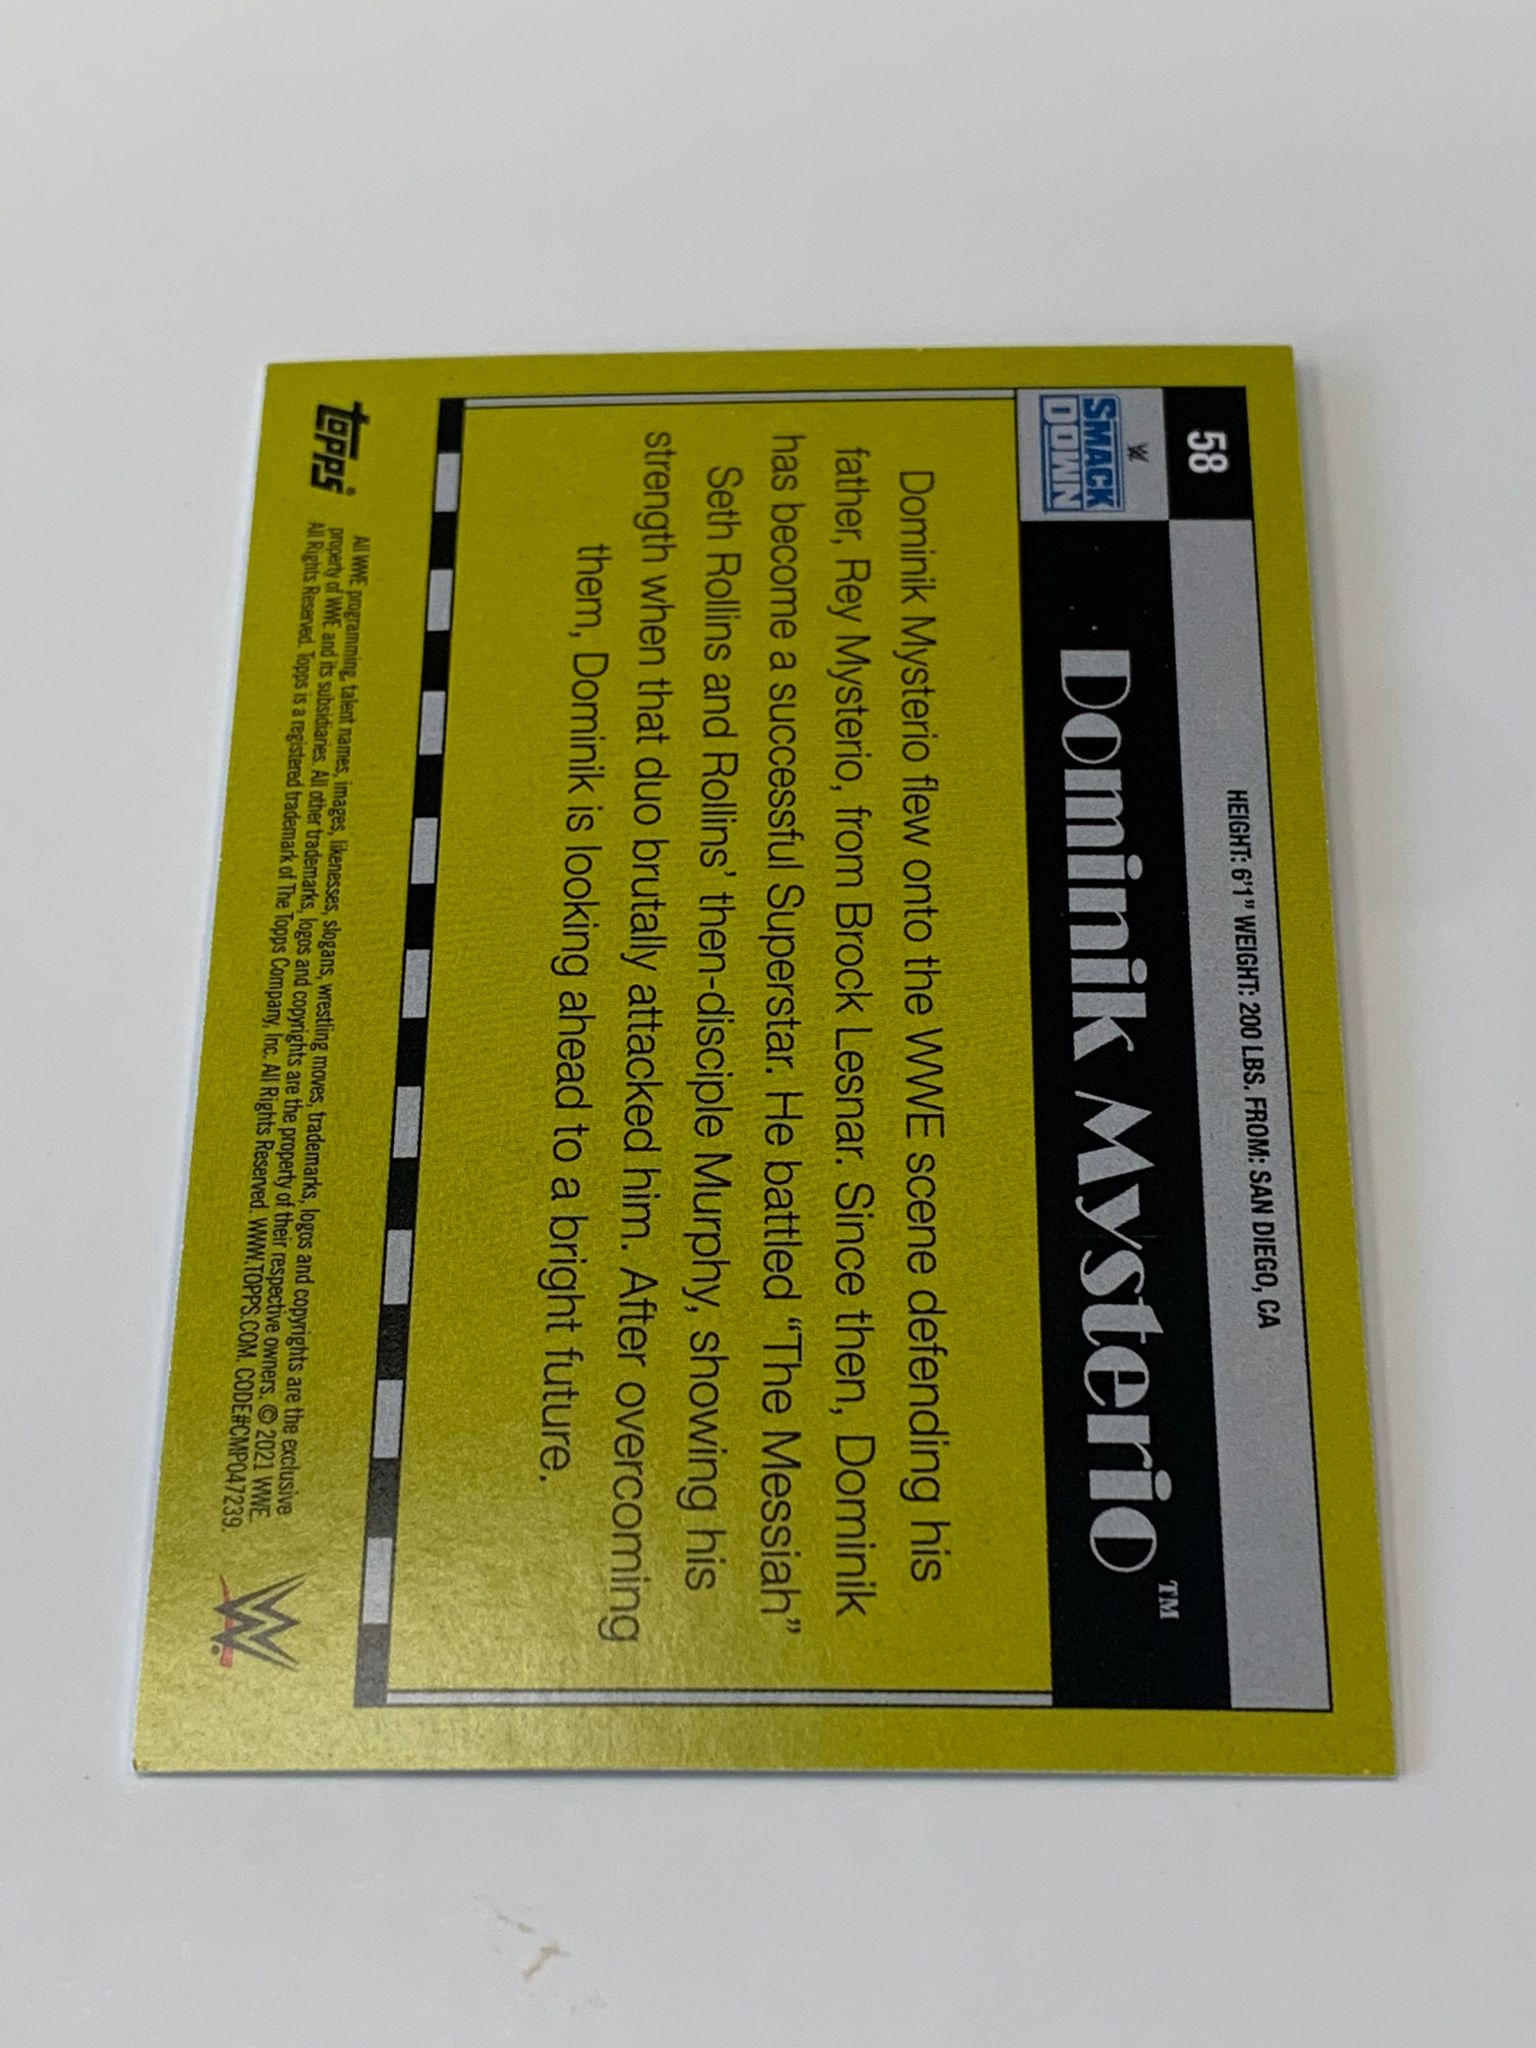 58
HEIGHT: 6'1" WEIGHT: 200 LBS. FROM: SAN DIEGO, CA
W
SMACK
DOWN
Dominik Mysterio™
Dominik Mysterio flew onto the WWE scene defending his
father, Rey Mysterio, from Brock Lesnar. Since then, Dominik
has become a successful Superstar. He battled “The Messiah”
Seth Rollins and Rollins’ then-disciple Murphy, showing his
strength when that duo brutally attacked him. After overcoming
them, Dominik is looking ahead to a bright future.
topps®
All WWE programming, talent names, images, likenesses, slogans, wrestling moves, trademarks, logos and copyrights are the exclusive
property of WWE and its subsidiaries. All other trademarks, logos and copyrights are the property of their respective owners. © 2021 WWE.
All Rights Reserved. Topps is a registered trademark of The Topps Company, Inc. All Rights Reserved. WWW.TOPPS.COM. CODE#CMP047239.
W